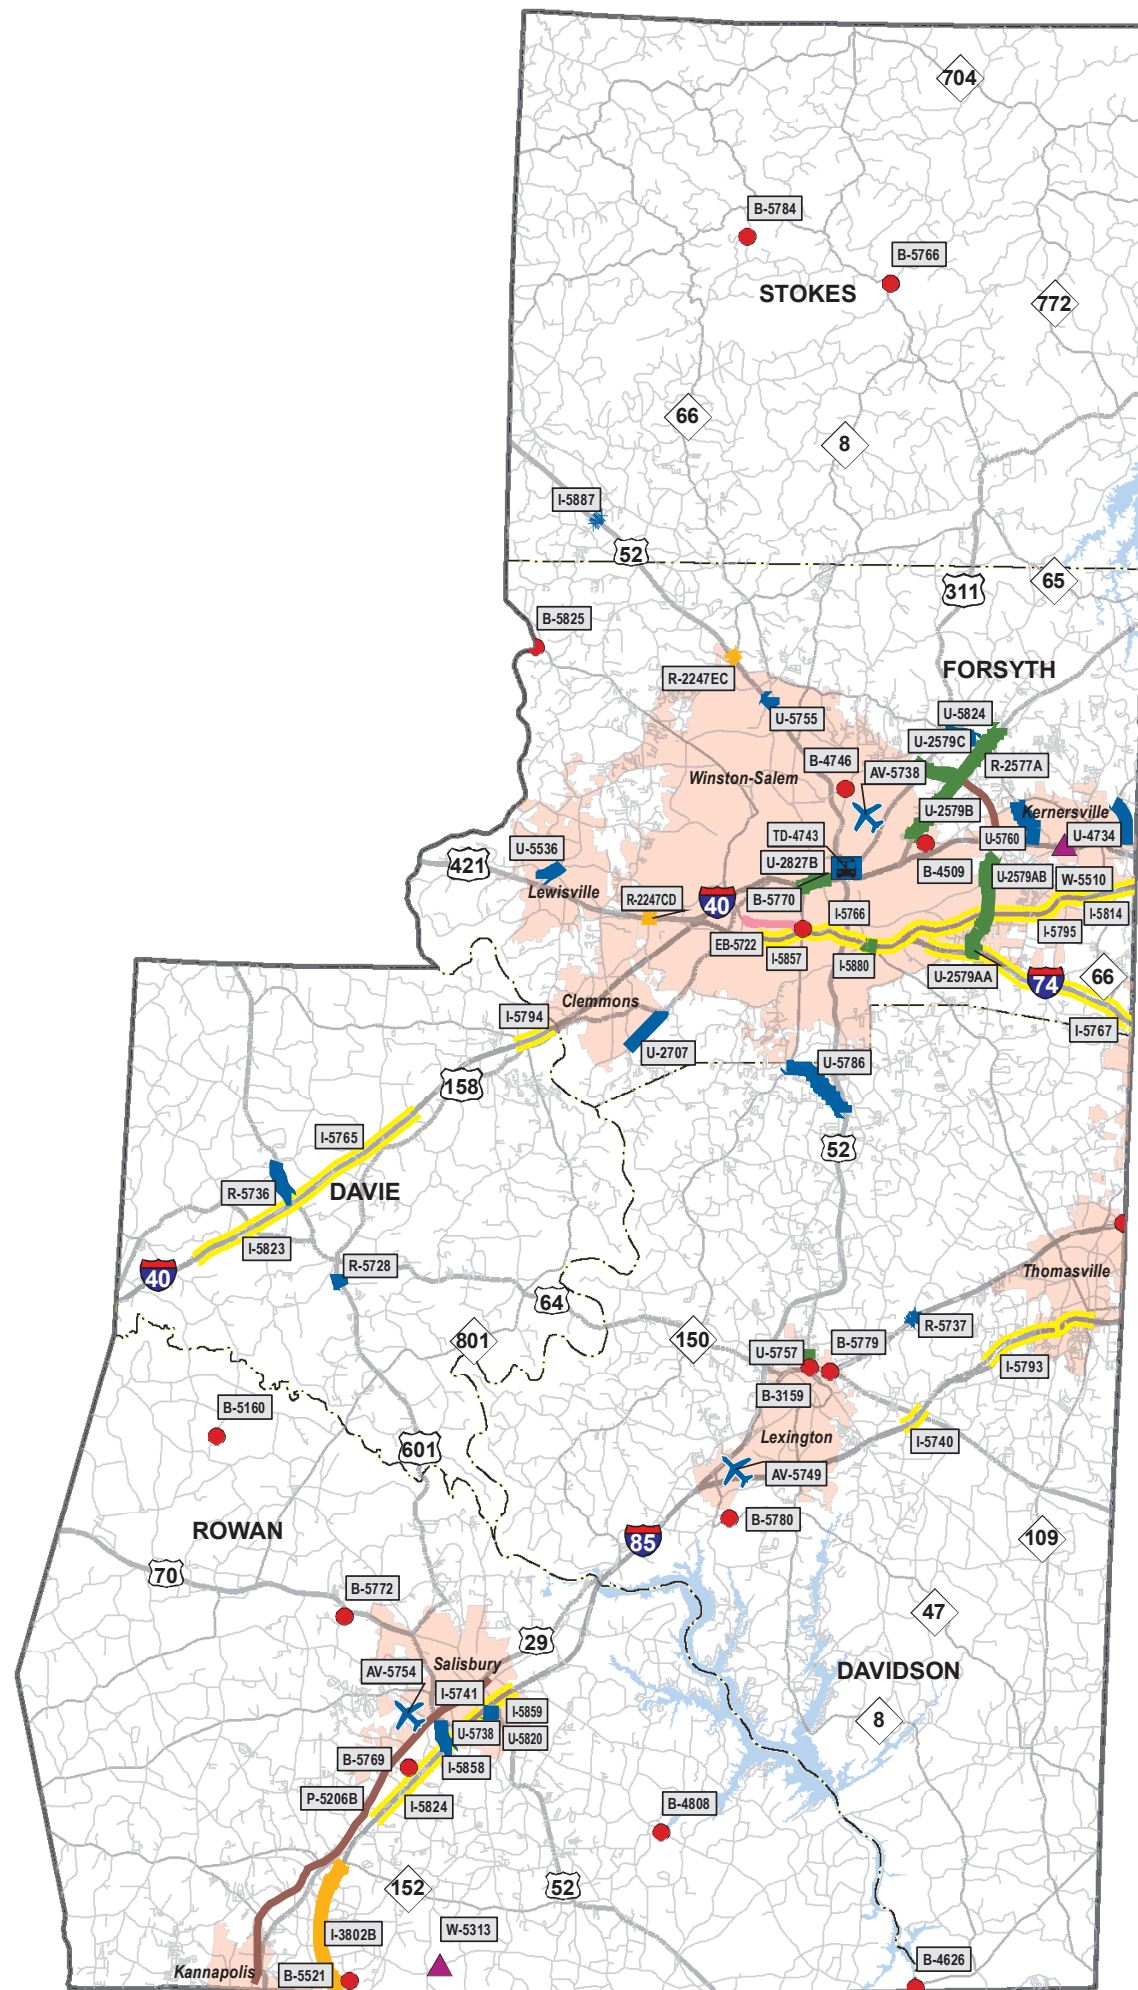 704
B-5784
B-5766
STOKES
772
66
8
I-5887
52
65
311
B-5825
FORSYTH
R-2247EC
U-5824
U-5755
U-2579C
B-4746
AV-5738
R-2577A
Winston-Salem
U-2579B
Kernersville
TD-4743
U-5760
U-4734
421
U-5536
U-2827B
B-4509
U-2579AB
W-5510
Lewisville
R-2247CD
40
B-5770
I-5766
I-5814
I-5795
EB-5722
I-5857
I-5880
U-2579AA
74
66
Clemmons
I-5794
I-5767
U-2707
U-5786
158
I-5765
52
R-5736
DAVIE
I-5823
40
R-5728
Thomasville
64
801
150
R-5737
U-5757
B-5779
I-5793
B-3159
B-5160
Lexington
601
I-5740
AV-5749
ROWAN
B-5780
85
109
70
B-5772
47
29
AV-5754
Salisbury
DAVIDSON
I-5741
I-5859
8
U-5738
U-5820
B-5769
I-5858
P-5206B
I-5824
B-4808
152
52
I-3802B
W-5313
B-4626
Kannapolis
B-5521